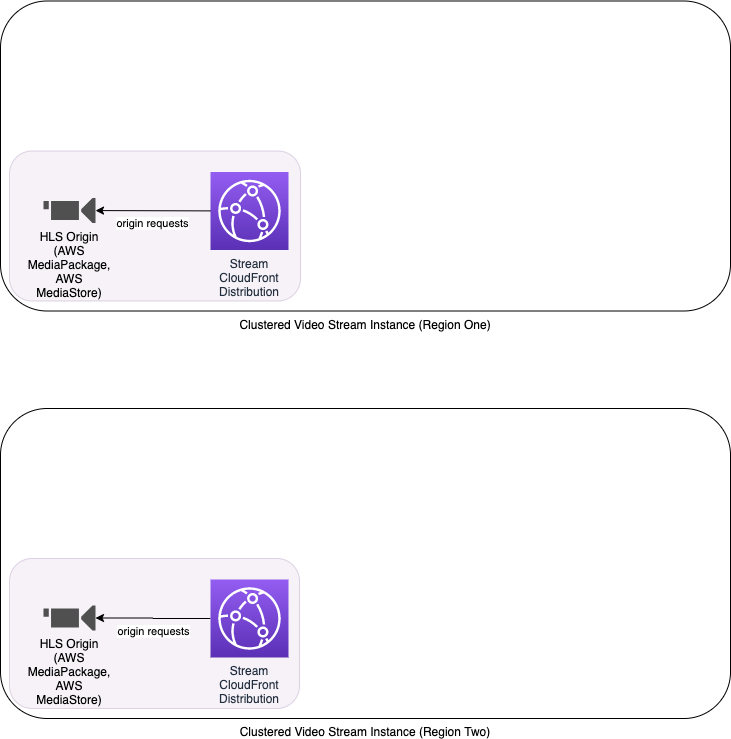 origin requests
HLS Origin
(AWS
MediaPackage,
AWS
MediaStore)
Stream
CloudFront
Distribution
Clustered Video Stream Instance (Region One)
origin requests
HLS Origin
(AWS
MediaPackage,
AWS
MediaStore)
Stream
CloudFront
Distribution
Clustered Video Stream Instance (Region Two)